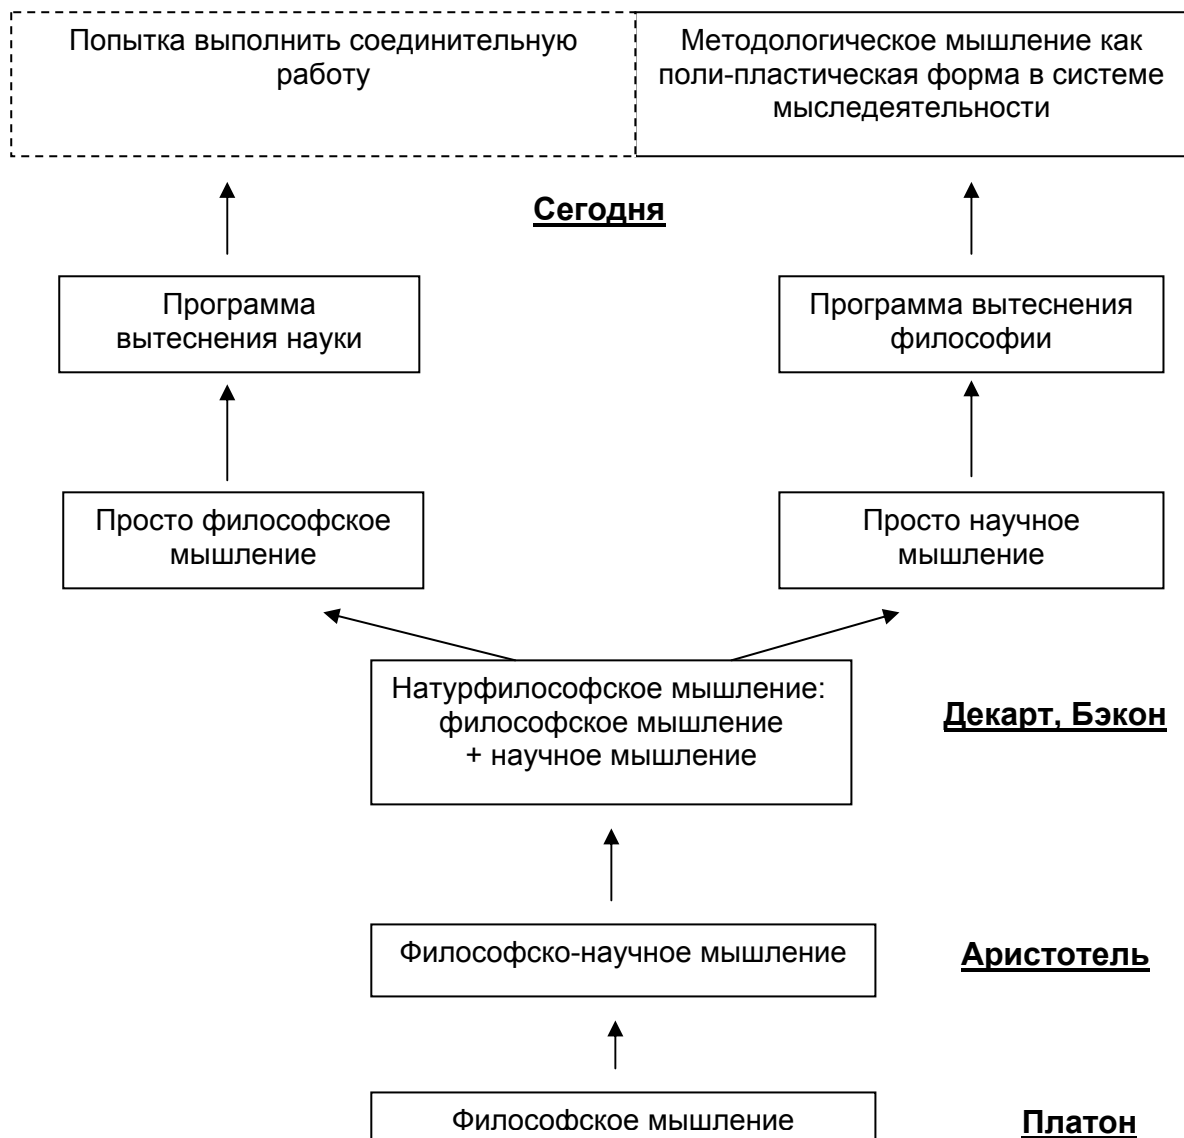 Попытка выполнить соединительную
работу
Методологическое мышление как
поли-пластическая форма в системе
мыследеятельности
Сегодня
Программа
вытеснения науки
Программа вытеснения
философии
Просто философское
мышление
Просто научное
мышление
Натурфилософское мышление:
философское мышление
+ научное мышление
Декарт, Бэкон
Философско-научное мышление
Аристотель
Философское мышление
Платон